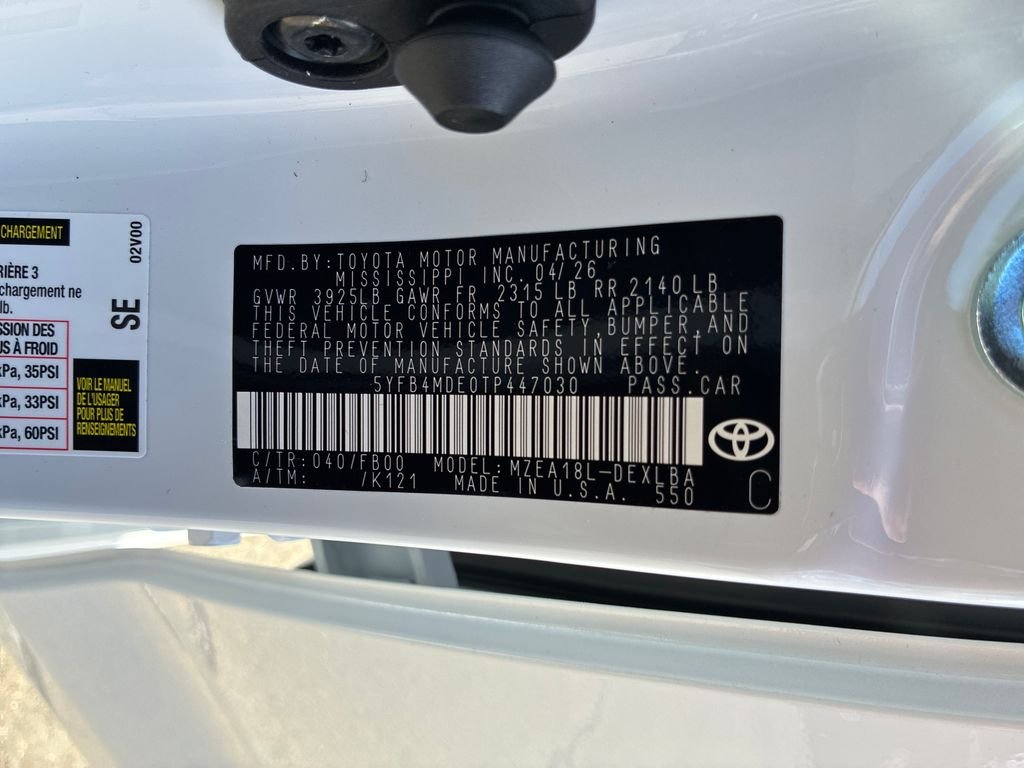 CHARGEMENT
RIÈRE 3
chargement ne
lb.
SSION DES
US À FROID
kPa, 35PSI
kPa, 33PSI
kPa, 60PSI
02V00
SE
VOIR LE MANUEL
DE L'USAGER
POUR PLUS DE
RENSEIGNEMENTS
MFD.BY:TOYOTA MOTOR MANUFACTURING
MISSISSIPPI INC. 04/26
GVWR 3925LB GAWR FR 2315LB RR 2140LB
THIS VEHICLE CONFORMS TO ALL APPLICABLE
FEDERAL MOTOR VEHICLE SAFETY, BUMPER, AND
THEFT PREVENTION STANDARDS IN EFFECT ON
THE DATE OF MANUFACTURE SHOWN ABOVE.
5YFB4MDE0TP447030 PASS.CAR
C/TR:040/FB00 MODEL:MZEA18L-DEXLBA
A/TM: /K121 MADE IN U.S.A. 550
C